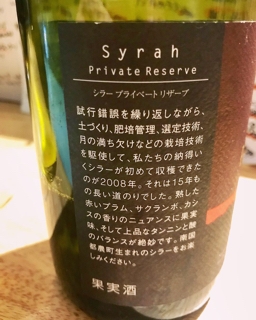 Syrah
Private Reserve
シラー プライベートリザーブ
試行錯誤を繰り返しながら、
土づくり、肥培管理、選定技術、
月の満ち欠けなどの栽培技術
を駆使して、私たちの納得い
くシラーが初めて収穫できた
のが2008年。それは15年も
の長い道のりでした。熟した
赤いプラム、サクランボ、カシ
スの香りのニュアンスに果実
味、そして上品なタンニンと酸
のバランスが絶妙です。南国
都農町生まれのシラーをお楽
しみください。
果実酒